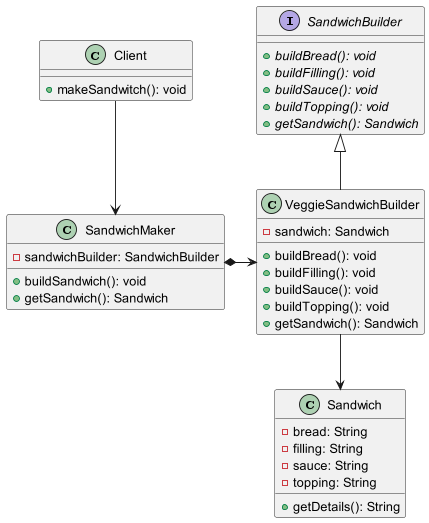 I SandwichBuilder
buildBread(): void
buildFilling(): void
buildSauce(): void
buildTopping(): void
getSandwich(): Sandwich
C Client
makeSandwitch(): void
C SandwichMaker
sandwichBuilder: SandwichBuilder
buildSandwich(): void
getSandwich(): Sandwich
C VeggieSandwichBuilder
sandwich: Sandwich
buildBread(): void
buildFilling(): void
buildSauce(): void
buildTopping(): void
getSandwich(): Sandwich
C Sandwich
bread: String
filling: String
sauce: String
topping: String
getDetails(): String